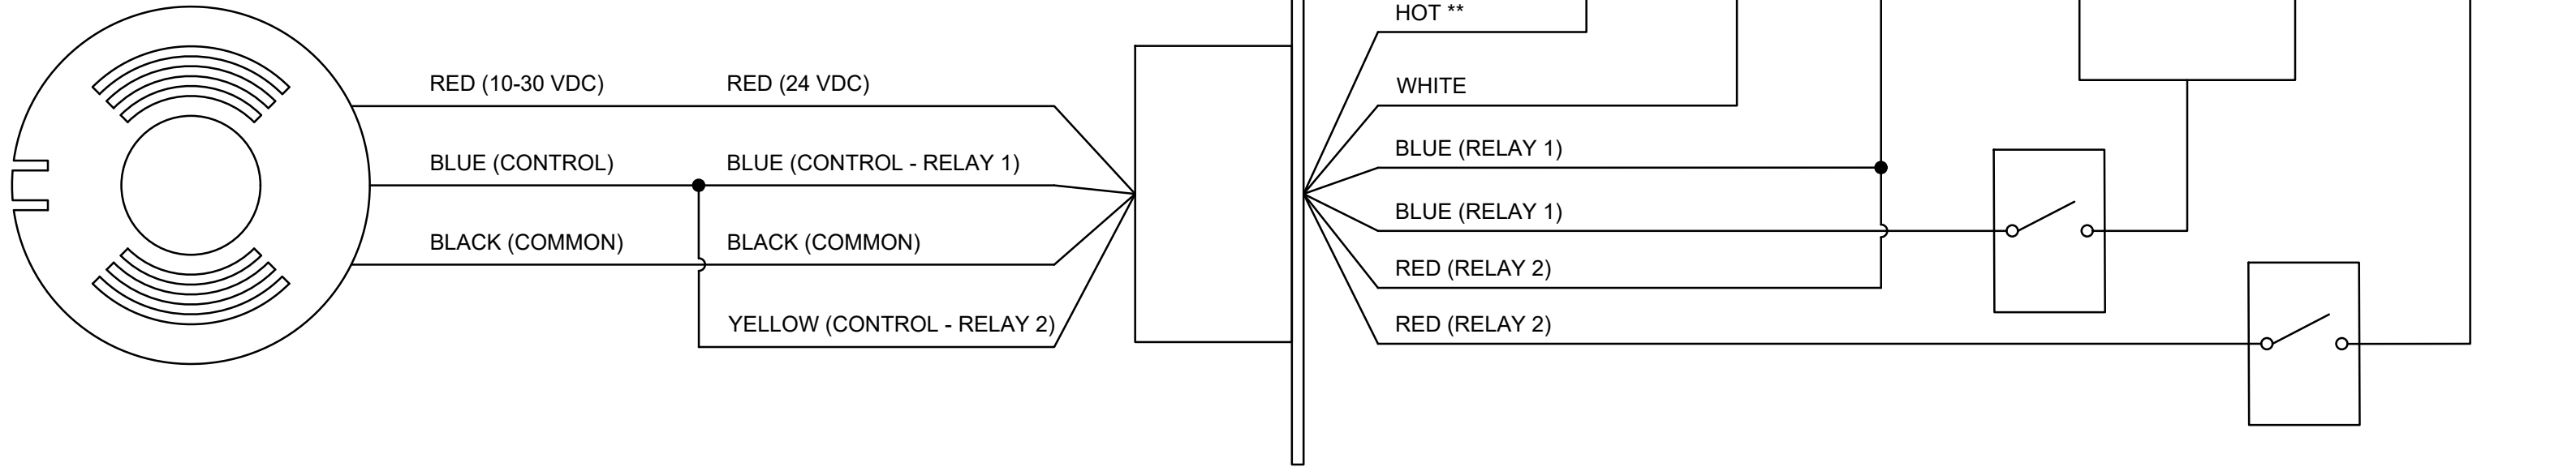 HOT **
RED (10-30 VDC)
RED (24 VDC)
WHITE
BLUE (CONTROL)
BLUE (CONTROL - RELAY 1)
BLUE (RELAY 1)
BLUE (RELAY 1)
BLACK (COMMON)
BLACK (COMMON)
RED (RELAY 2)
YELLOW (CONTROL - RELAY 2)
RED (RELAY 2)